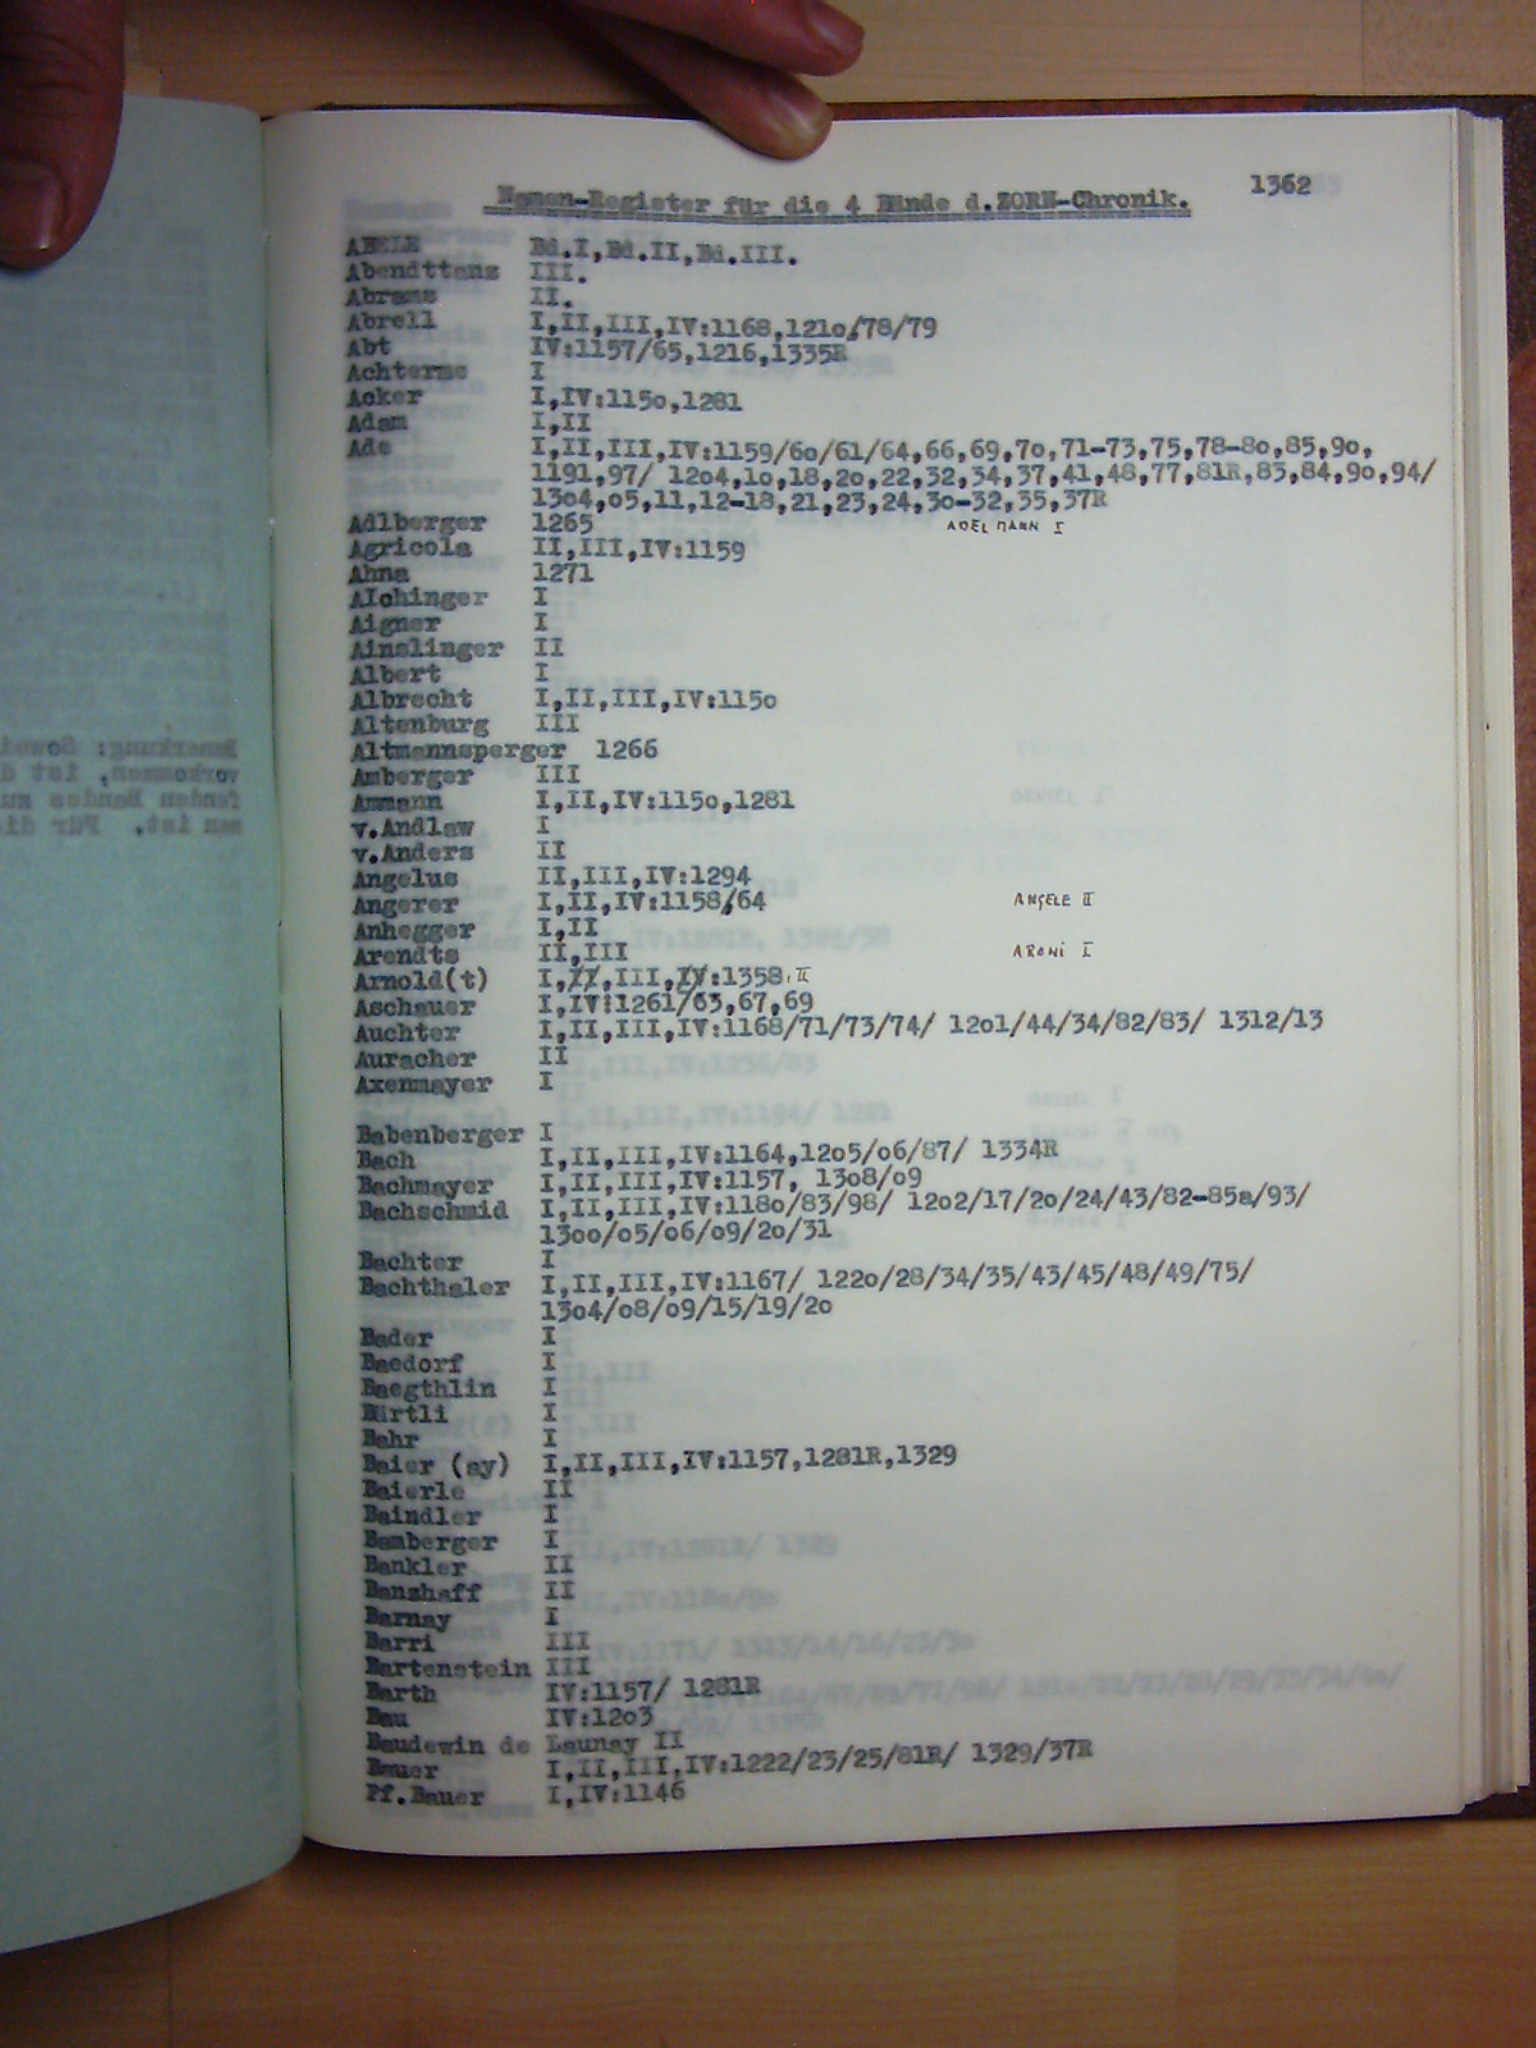 1362
Namen-Register für die 4 Bände d.ZORN-Chronik.
ABELE Bd.I,Bd.II,Bd.III.
Abendttanz III.
Abrams II.
Abrell I,II,III,IV:1168,121o/78/79
Abt IV:1157/65,1216,1335R
Achterms I
Acker I,IV:115o,1281
Adam I,II
Ade I,II,III,IV:1159/6o/61/64,66,69,7o,71-73,75,78-8o,85,9o,
1191,97/ 12o4,1o,18,2o,22,32,34,37,41,48,77,81R,83,84,9o,94/
13o4,o5,11,12-18,21,23,24,3o-32,35,37R
Adlberger 1265 ADELMANN I
Agricola II,III,IV:1159
Ahna 1271
AIchinger I
Aigner I
Ainslinger II
Albert I
Albrecht I,II,III,IV:115o
Altenburg III
Altmannsperger 1266
Amberger III
Ammann I,II,IV:115o,1281
v.Andlaw I
v.Anders II
Angelus II,III,IV:1294
Angerer I,II,IV:1158/64 ANGELE II
Anhegger I,II
Arendts II,III ARONI I
Arnold(t) I,II,III,IV:1358,II
Aschauer I,IV:1261/63,67,69
Auchter I,II,III,IV:1168/71/73/74/ 12o1/44/34/82/83/ 1312/13
Auracher II
Axenmayer I
Babenberger I
Bach I,II,III,IV:1164,12o5/o6/87/ 1334R
Bachmayer I,II,III,IV:1157, 13o8/o9
Bachschmid I,II,III,IV:118o/83/98/ 12o2/17/2o/24/43/82-85a/93/
13oo/o5/o6/o9/2o/31
Bachter I
Bachthaler I,II,III,IV:1167/ 122o/28/34/35/43/45/48/49/75/
13o4/o8/o9/15/19/2o
Bader I
Baedorf I
Baegthlin I
Bärtli I
Bahr I
Baier (ay) I,II,III,IV:1157,1281R,1329
Baierle II
Baindler I
Bamberger I
Bankler II
Banzhaff II
Barnay I
Barri III
Bartenstein III
Barth IV:1157/ 1281R
Bau IV:12o3
Baudewin de Launay II
Bauer I,II,III,IV:1222/23/25/81R/ 1329/37R
Pf.Bauer I,IV:1146